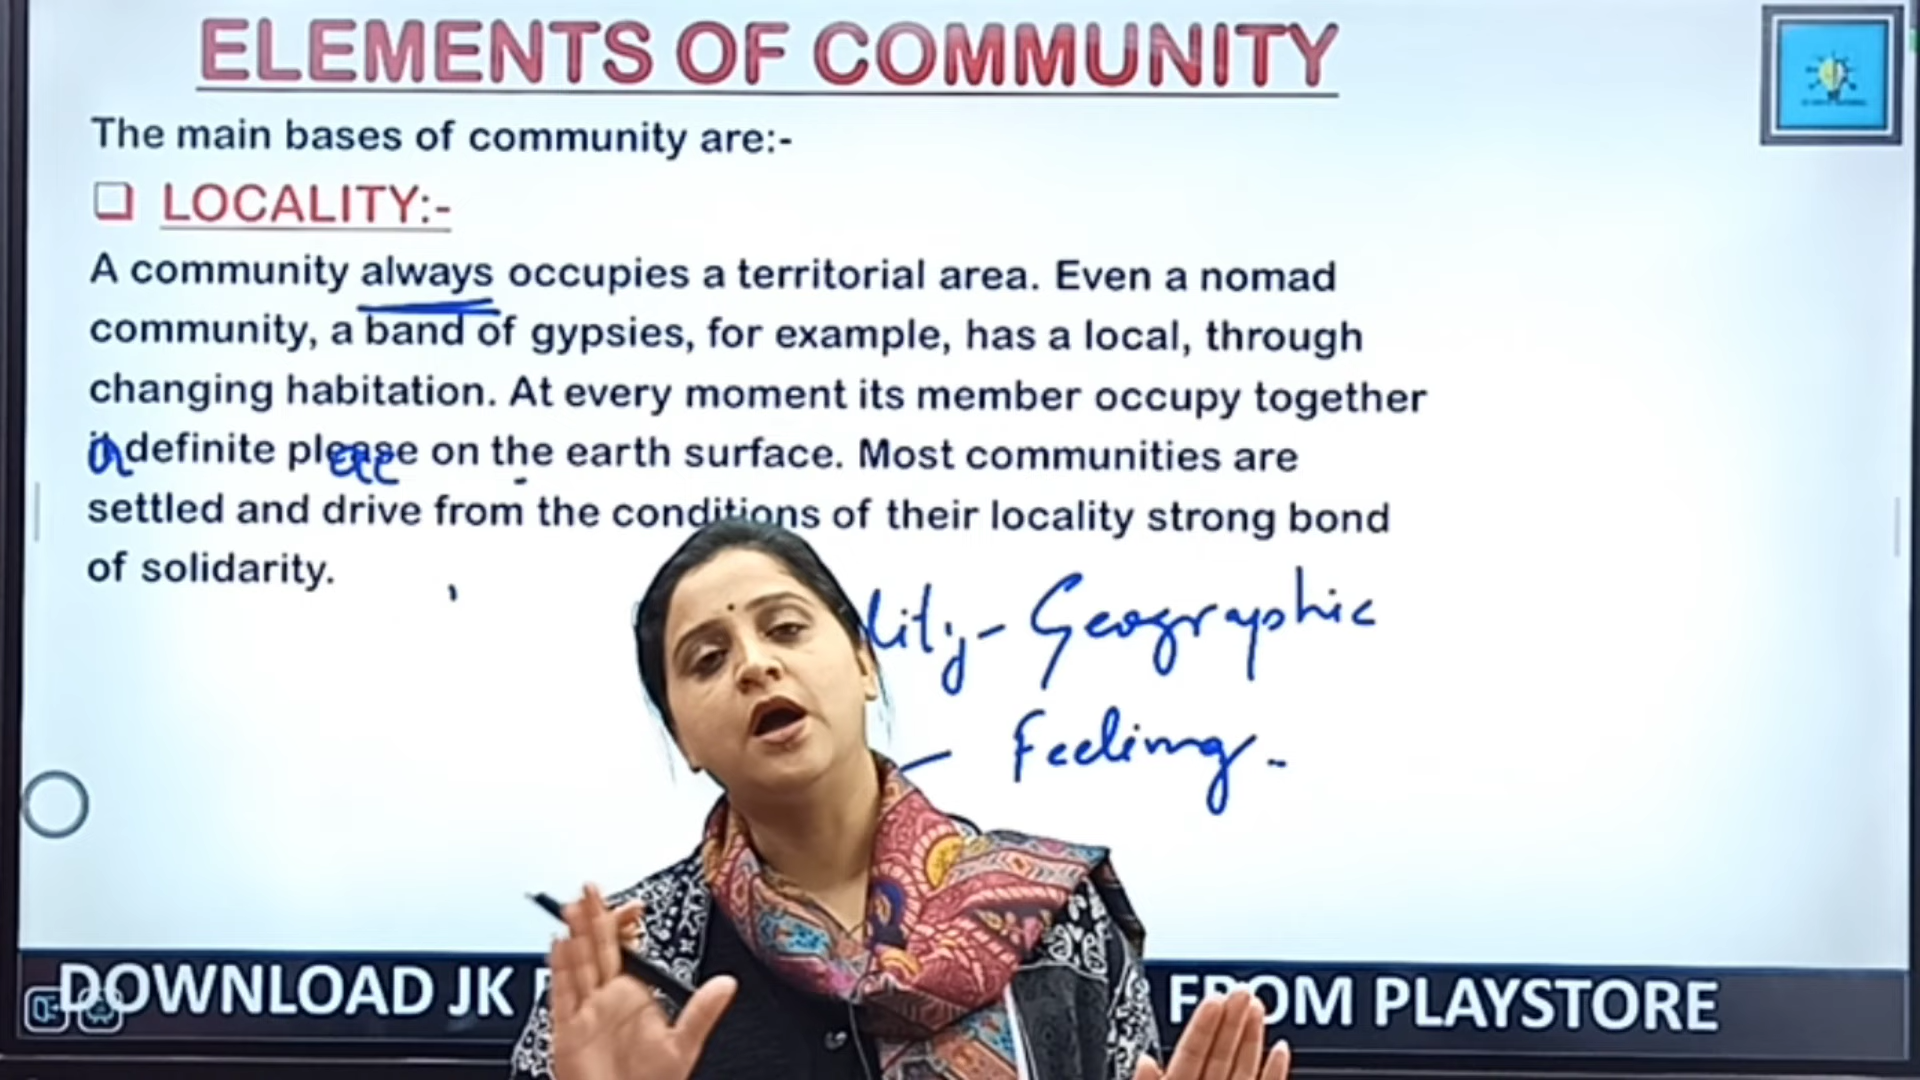 ELEMENTS OF COMMUNITY
The main bases of community are:-
LOCALITY:-
A community always occupies a territorial area. Even a nomad
community, a band of gypsies, for example, has a local, through
changing habitation. At every moment its member occupy together
a definite place on the earth surface. Most communities are
settled and drive from the conditions of their locality strong bond
of solidarity.
lity - Geographic
- Feeling.
DOWNLOAD JK FROM PLAYSTORE